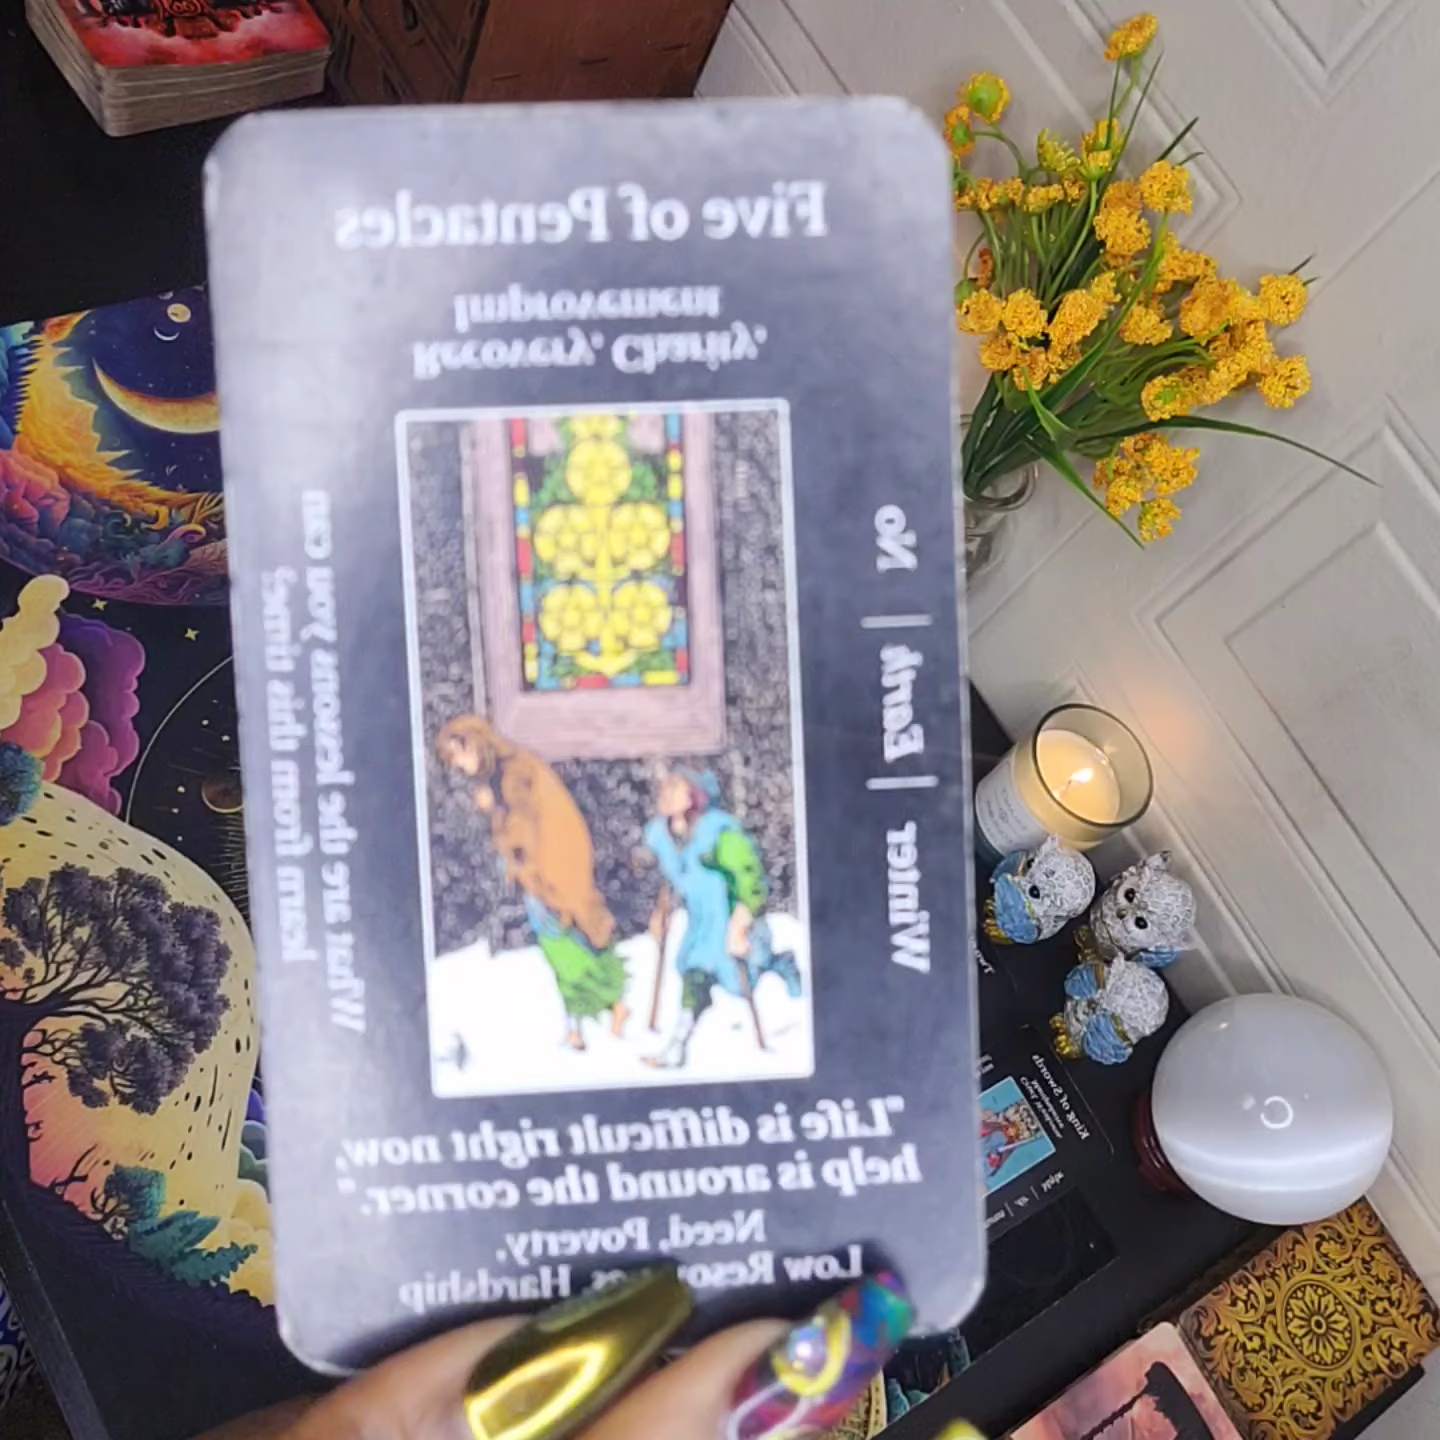 Five of Pentacles
Recovery, Charity,
Improvement
What are the lessons you can
learn from this time?
Winter | Earth | No
"Life is difficult right now,
help is around the corner."
Need, Poverty,
Low Hardship
King of Swords